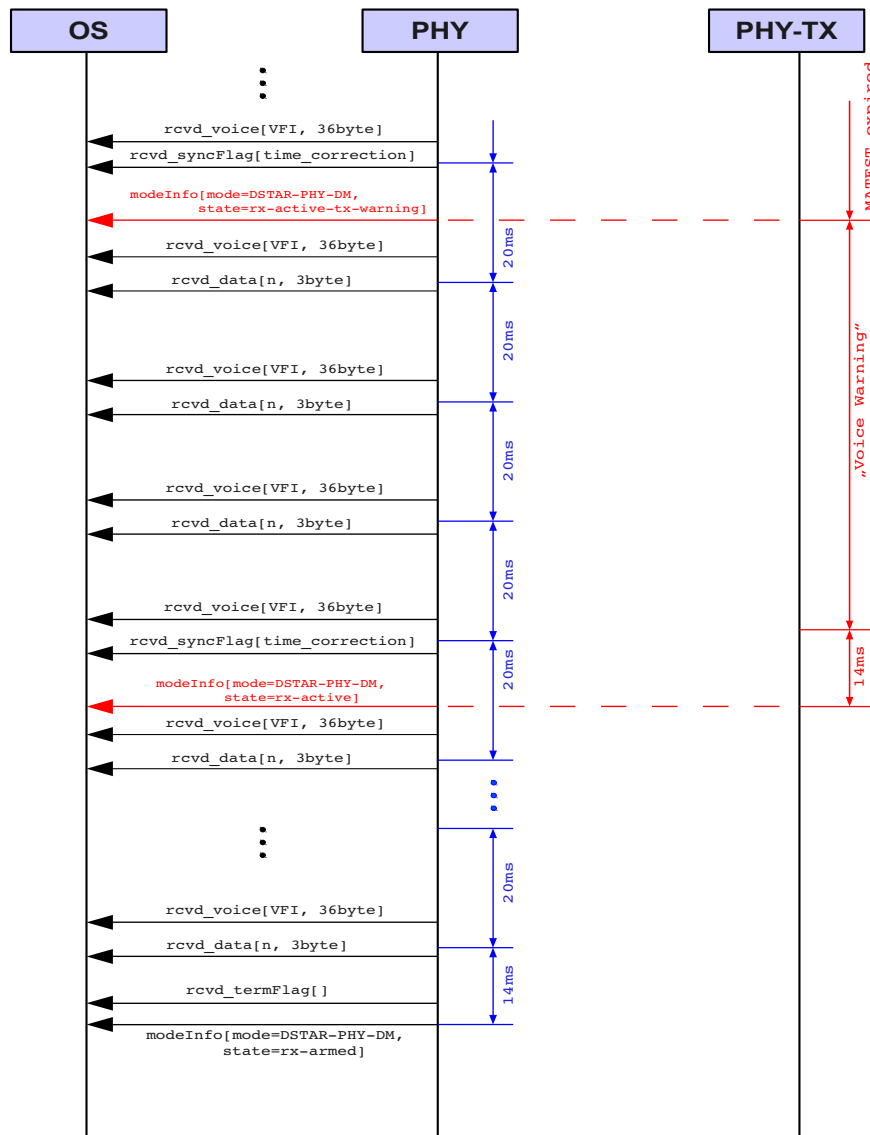 OS
PHY
PHY-TX
rcvd_voice[VFI, 36byte]
rcvd_syncFlag[time_correction]
modeInfo[mode=DSTAR-PHY-DM,
state=rx-active-tx-warning]
MATEST expired
rcvd_voice[VFI, 36byte]
20ms
rcvd_data[n, 3byte]
20ms
rcvd_voice[VFI, 36byte]
rcvd_data[n, 3byte]
„Voice Warning“
20ms
rcvd_voice[VFI, 36byte]
rcvd_data[n, 3byte]
20ms
rcvd_voice[VFI, 36byte]
rcvd_syncFlag[time_correction]
20ms
14ms
modeInfo[mode=DSTAR-PHY-DM,
state=rx-active]
rcvd_voice[VFI, 36byte]
rcvd_data[n, 3byte]
20ms
rcvd_voice[VFI, 36byte]
rcvd_data[n, 3byte]
14ms
rcvd_termFlag[]
modeInfo[mode=DSTAR-PHY-DM,
state=rx-armed]